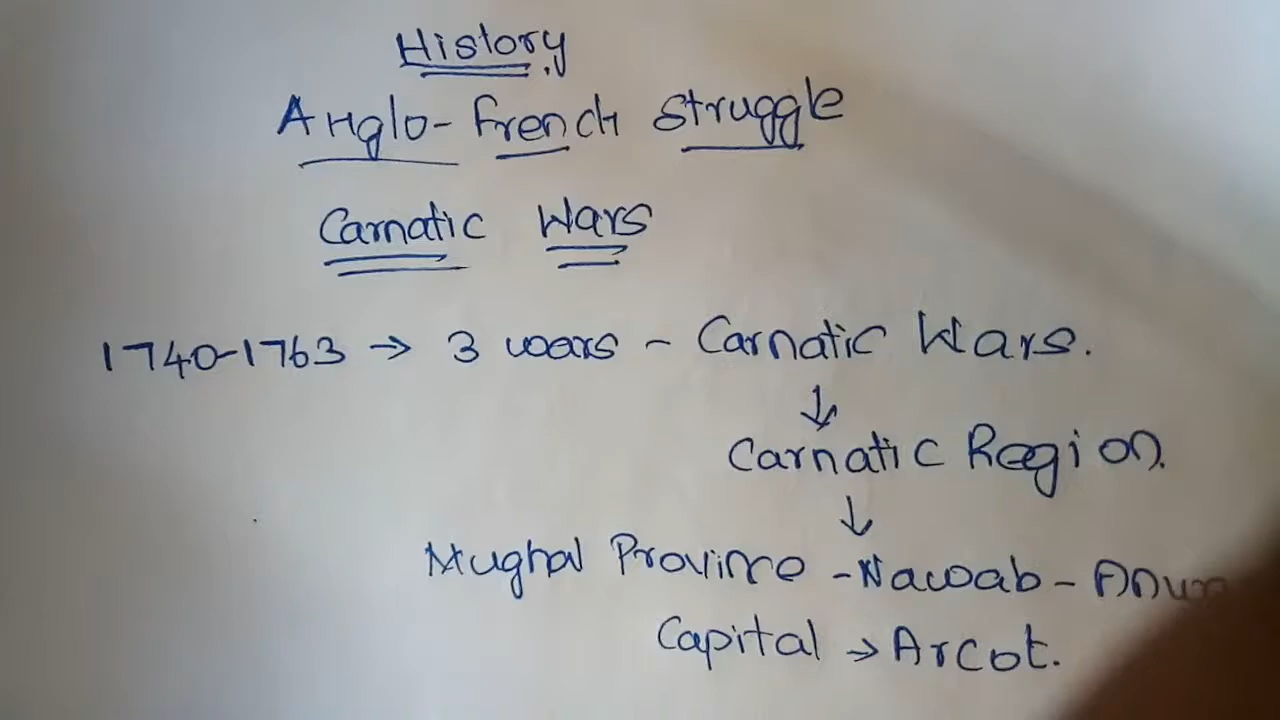 History
Anglo-French Struggle
Carnatic Wars
1740-1763 → 3 wars - Carnatic Wars.
↓
Carnatic Region.
↓
Mughal Province - Nawab -
Capital → Arcot.